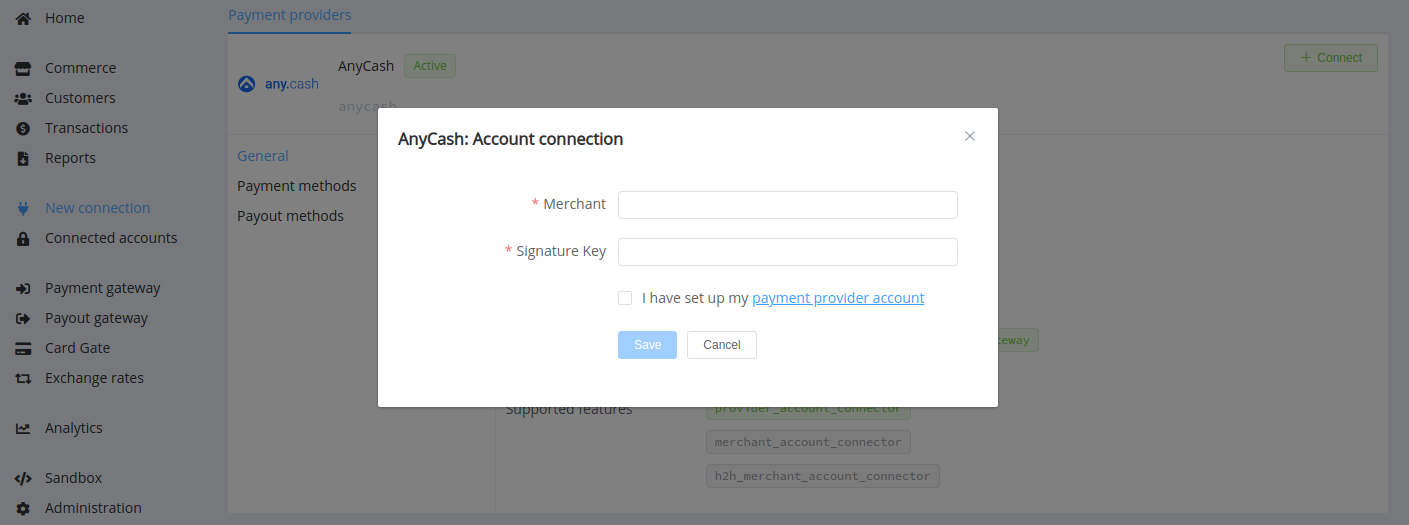 Home
Commerce
Customers
Transactions
Reports
New connection
Connected accounts
Payment gateway
Payout gateway
Card Gate
Exchange rates
Analytics
Sandbox
Administration
Payment providers
any.cash
AnyCash Active
anycash
+ Connect
General
Payment methods
Payout methods
AnyCash: Account connection
* Merchant
* Signature Key
I have set up my payment provider account
Save Cancel
Supported features
provider_account_connector
merchant_account_connector
h2h_merchant_account_connector